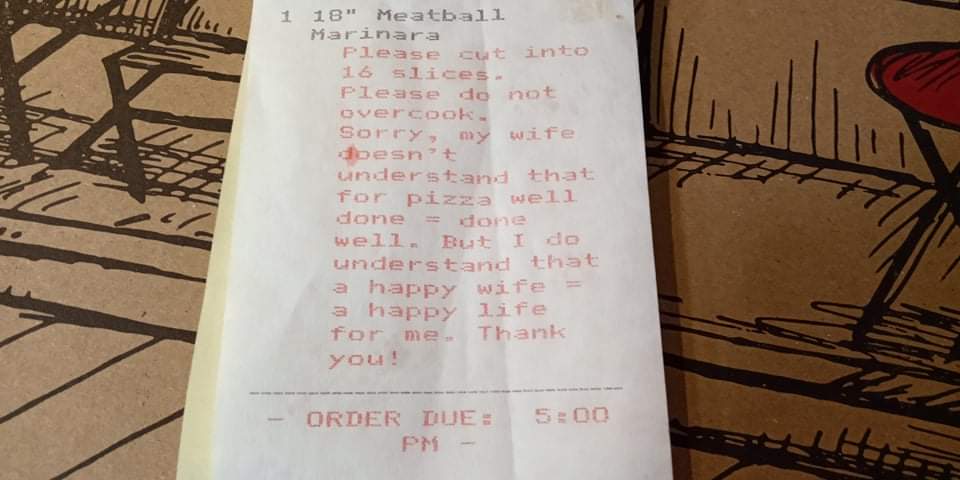 1 18" Meatball
Marinara
Please cut into
16 slices.
Please do not
overcook.
Sorry, my wife
doesn't
understand that
for pizza well
done = done
well. But I do
understand that
a happy wife =
a happy life
for me. Thank
you!
- ORDER DUE: 5:00
PM -